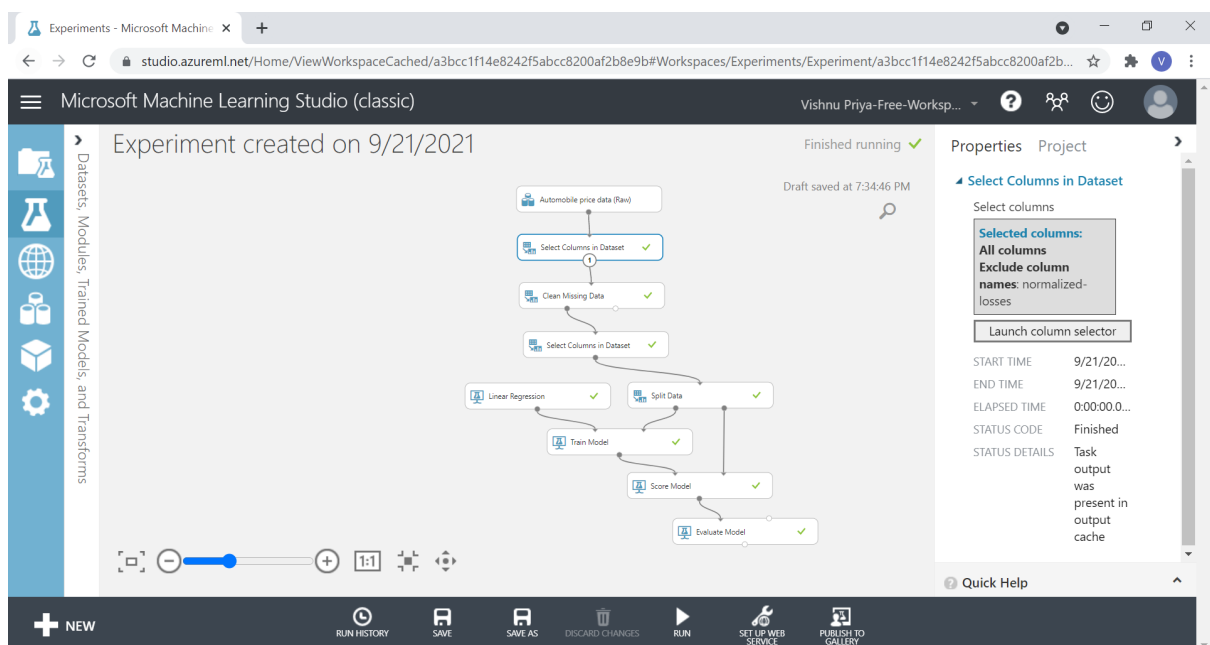 Experiments - Microsoft Machine
studio.azureml.net/Home/ViewWorkspaceCached/a3bcc1f14e8242f5abcc8200af2b8e9b#Workspaces/Experiments/Experiment/a3bcc1f14e8242f5abcc8200af2b...
V
Microsoft Machine Learning Studio (classic)
Vishnu Priya-Free-Worksp...
?
Datasets, Modules, Trained Models, and Transforms
Experiment created on 9/21/2021
Finished running
Draft saved at 7:34:46 PM
Automobile price data (Raw)
Select Columns in Dataset
1
Clean Missing Data
Select Columns in Dataset
Linear Regression
Split Data
Train Model
Score Model
Evaluate Model
1:1
Properties Project
Select Columns in Dataset
Select columns
Selected columns:
All columns
Exclude column
names: normalized-
losses
Launch column selector
START TIME 9/21/20...
END TIME 9/21/20...
ELAPSED TIME 0:00:00.0...
STATUS CODE Finished
STATUS DETAILS Task
output
was
present in
output
cache
? Quick Help
NEW
RUN HISTORY
SAVE
SAVE AS
DISCARD CHANGES
RUN
SET UP WEB
SERVICE
PUBLISH TO
GALLERY